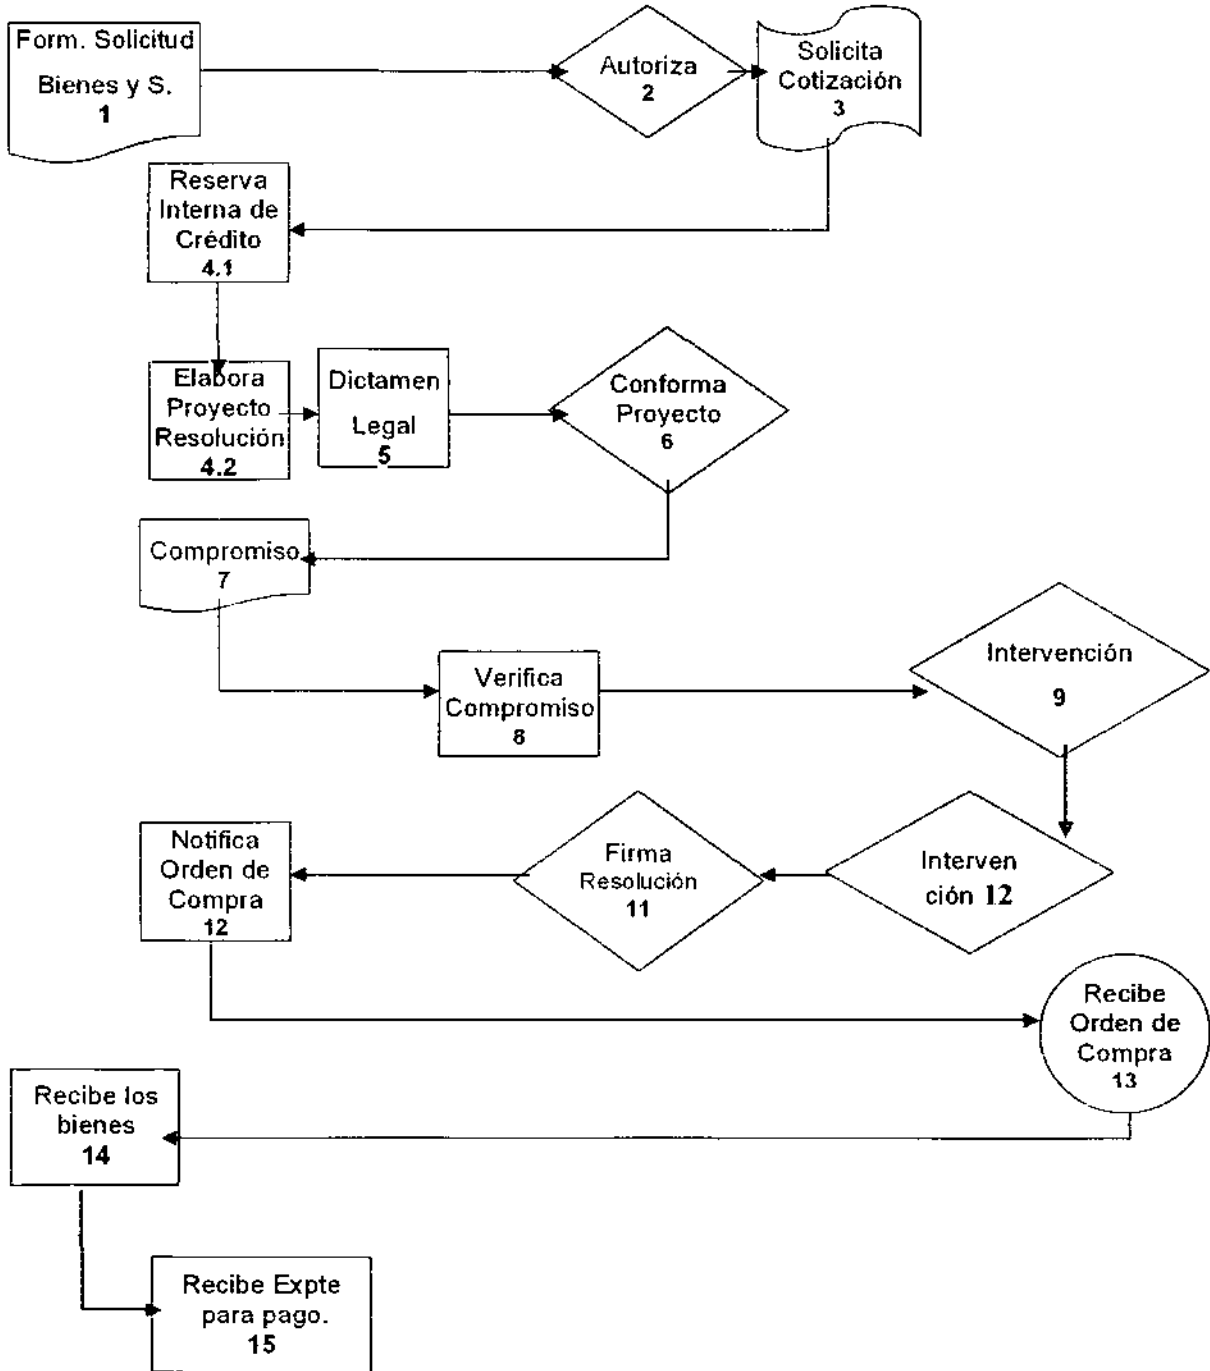 Form. Solicitud
Bienes y S.
1
Autoriza
2
Solicita
Cotización
3
Reserva
Interna de
Crédito
4.1
Elabora
Proyecto
Resolución
4.2
Dictamen
Legal
5
Conforma
Proyecto
6
Compromiso
7
Verifica
Compromiso
8
Intervención
9
Interven
ción 12
Firma
Resolución
11
Notifica
Orden de
Compra
12
Recibe
Orden de
Compra
13
Recibe los
bienes
14
Recibe Expte
para pago.
15